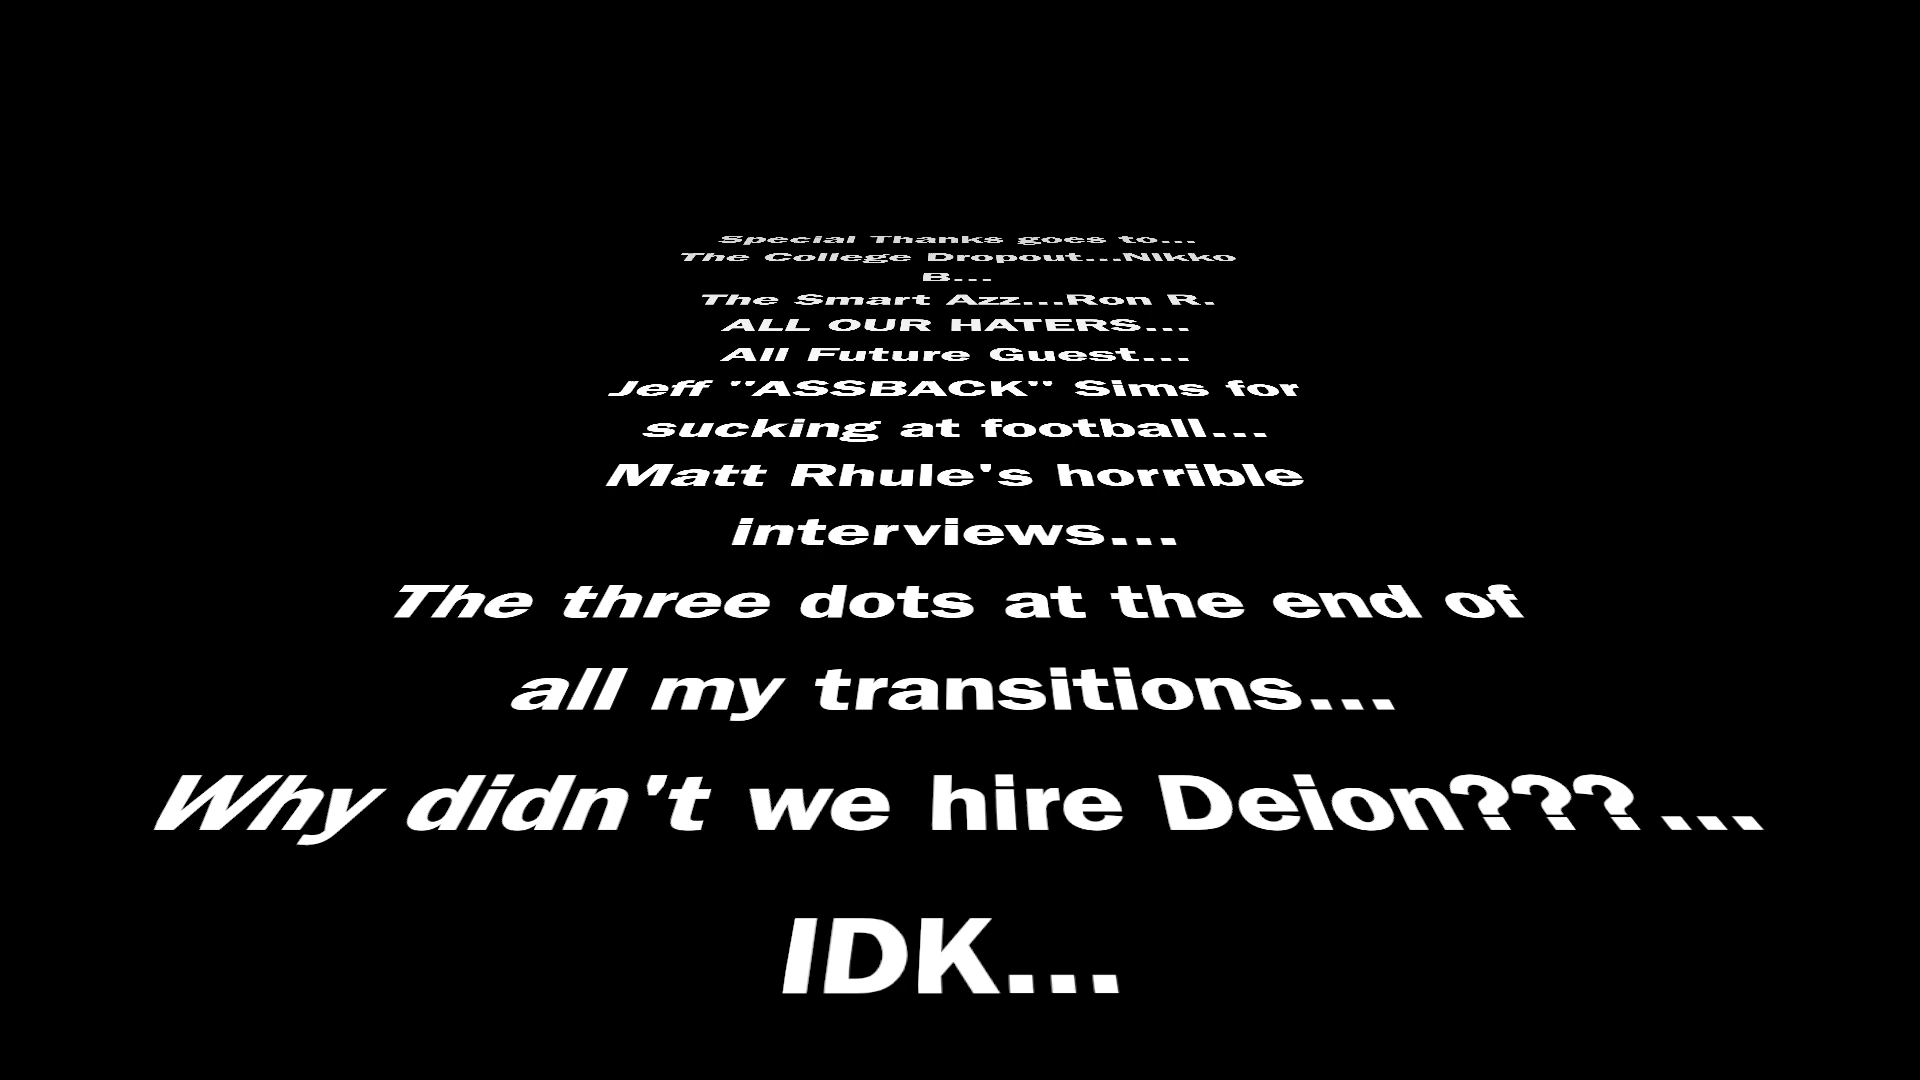 Special Thanks goes to...
The College Dropout...Nikko
B...
The Smart Azz...Ron R.
ALL OUR HATERS...
All Future Guest...
Jeff "ASSBACK" Sims for
sucking at football...
Matt Rhule's horrible
interviews...
The three dots at the end of
all my transitions...
Why didn't we hire Deion???...
IDK...